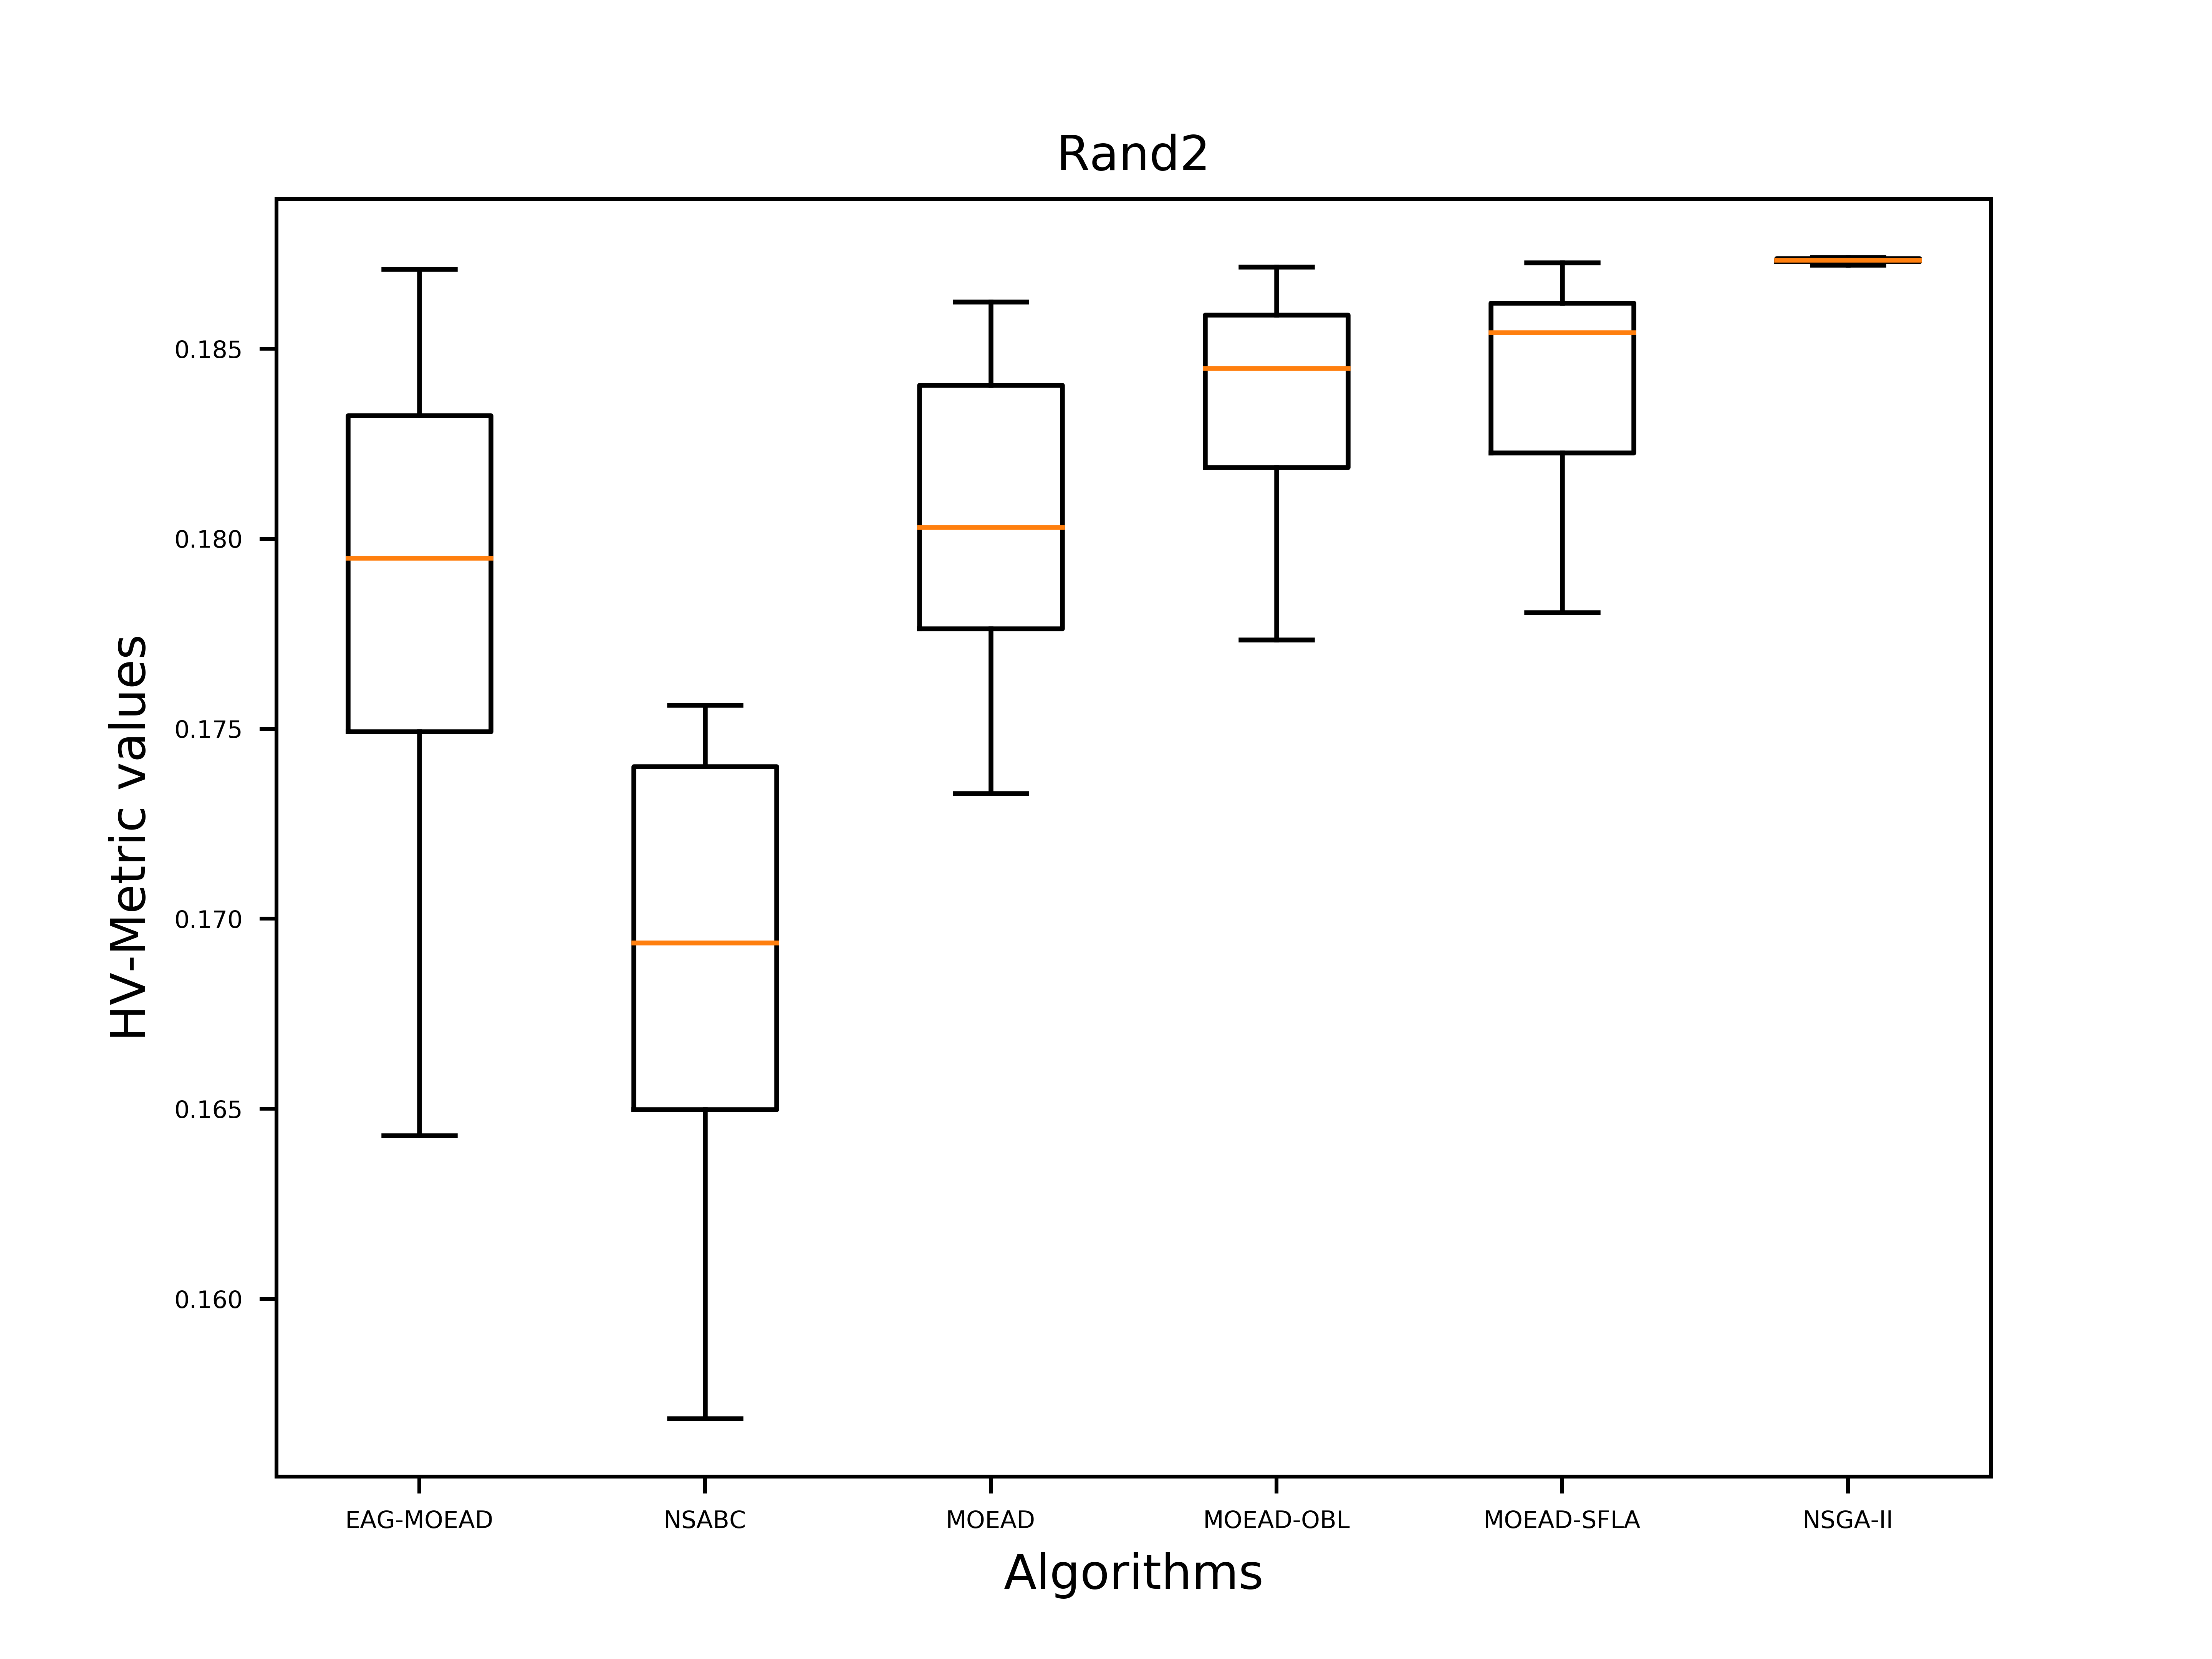 Rand2
HV-Metric values
0.185
0.180
0.175
0.170
0.165
0.160
EAG-MOEAD NSABC MOEAD MOEAD-OBL MOEAD-SFLA NSGA-II
Algorithms